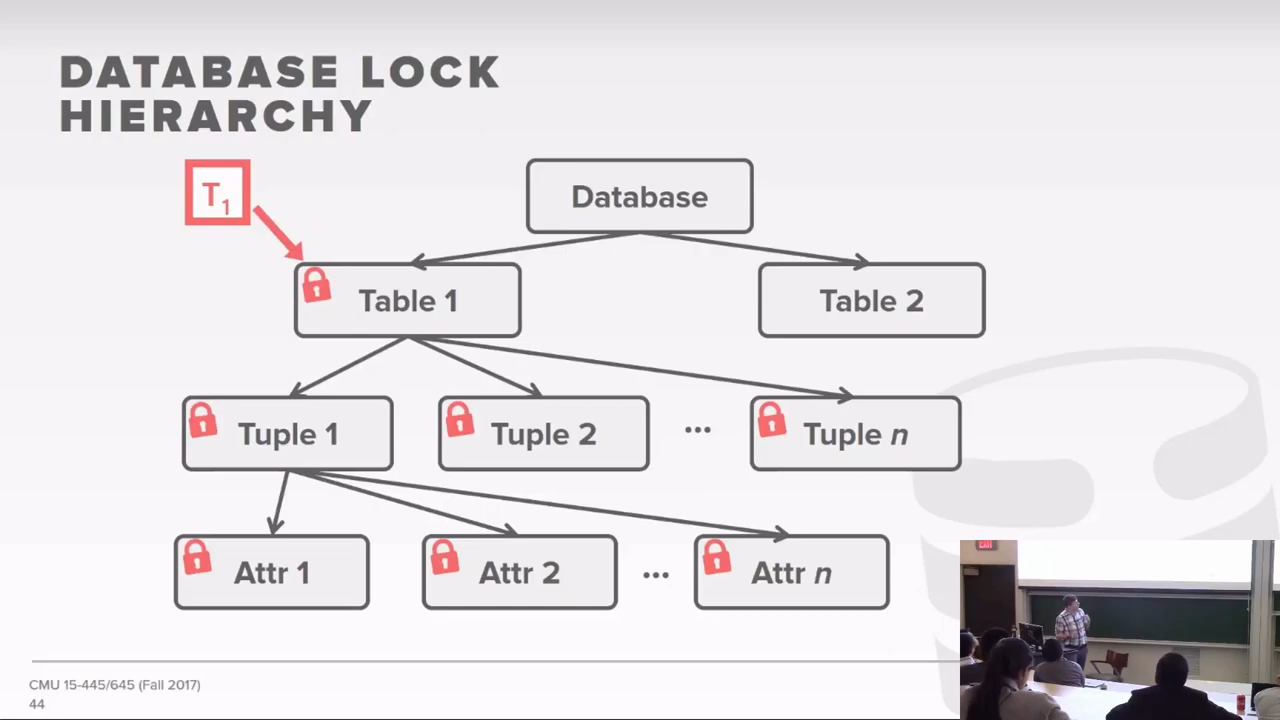 DATABASE LOCK
HIERARCHY
T1
Database
Table 1
Table 2
Tuple 1
Tuple 2
...
Tuple n
Attr 1
Attr 2
...
Attr n
EXIT
CMU 15-445/645 (Fall 2017)
44